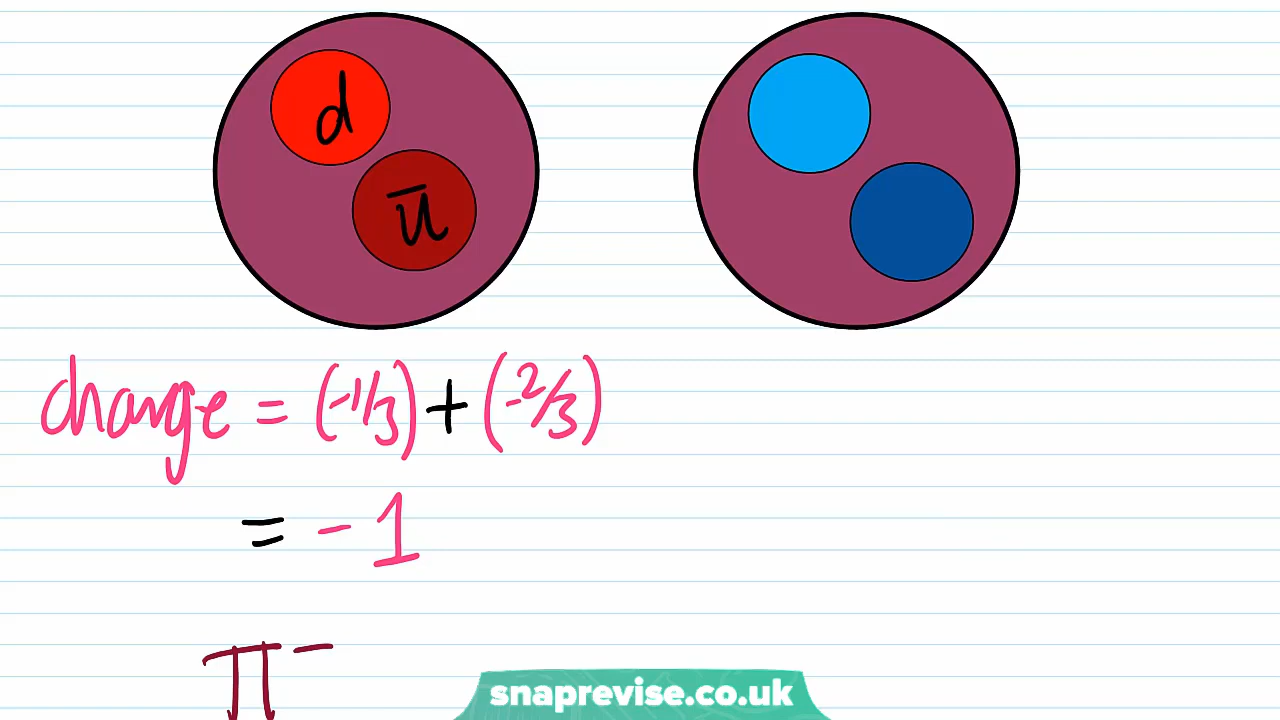 d
ū
charge = (-1/3) + (-2/3)
= -1
π⁻
snaprevise.co.uk